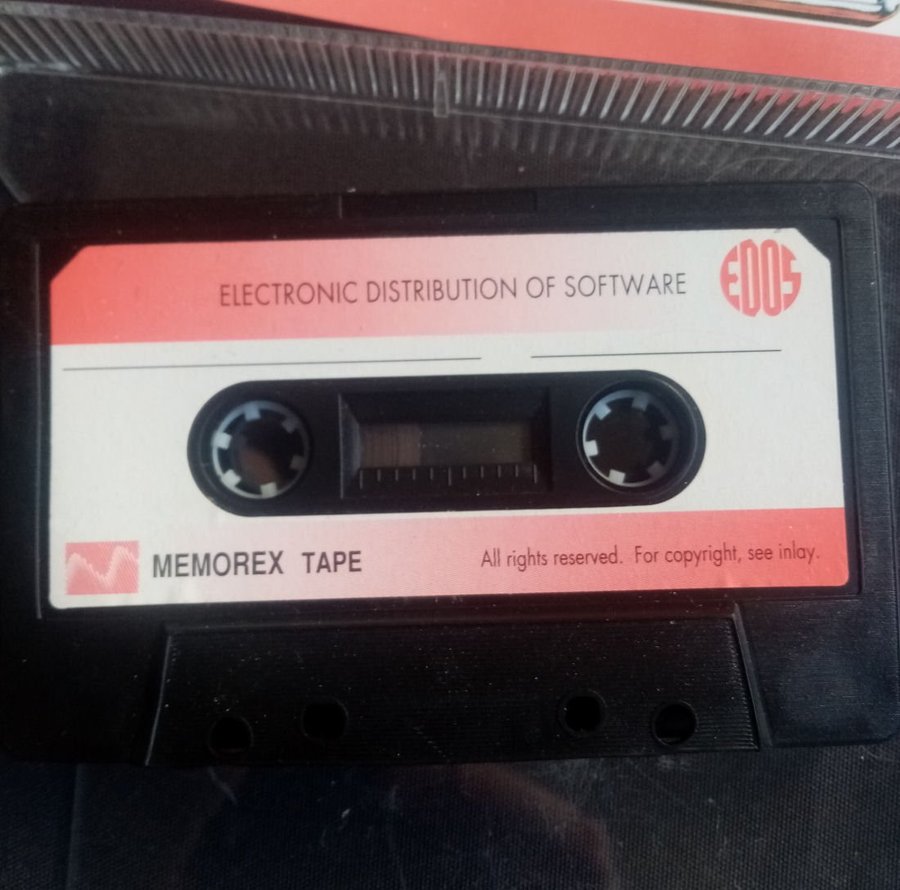 ELECTRONIC DISTRIBUTION OF SOFTWARE
EDOS
MEMOREX TAPE
All rights reserved. For copyright, see inlay.